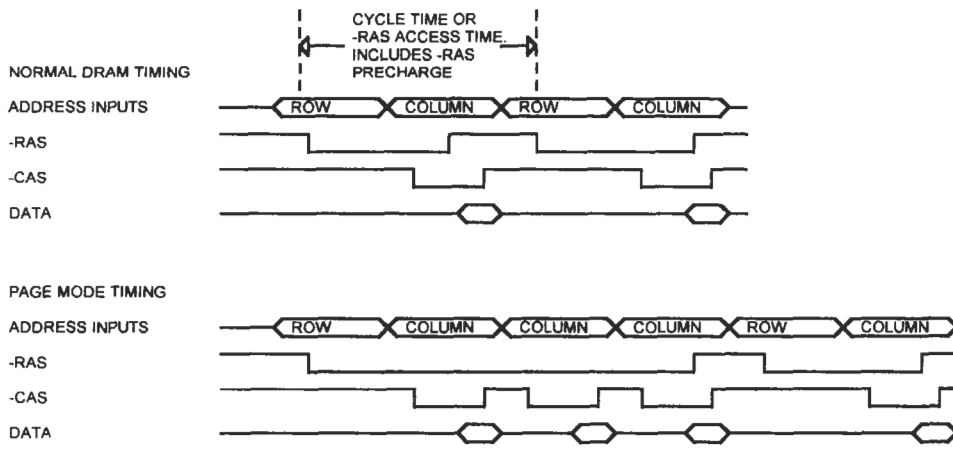 CYCLE TIME OR
-RAS ACCESS TIME.
INCLUDES -RAS
PRECHARGE
NORMAL DRAM TIMING
ADDRESS INPUTS ROW COLUMN ROW COLUMN
-RAS
-CAS
DATA
PAGE MODE TIMING
ADDRESS INPUTS ROW COLUMN COLUMN COLUMN ROW COLUMN
-RAS
-CAS
DATA